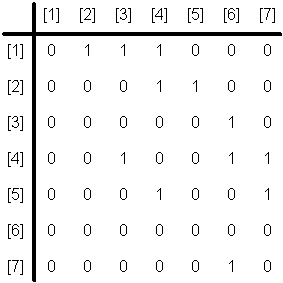 [1] [2] [3] [4] [5] [6] [7]
[1] 0 1 1 1 0 0 0
[2] 0 0 0 1 1 0 0
[3] 0 0 0 0 0 1 0
[4] 0 0 1 0 0 1 1
[5] 0 0 0 1 0 0 1
[6] 0 0 0 0 0 0 0
[7] 0 0 0 0 0 1 0